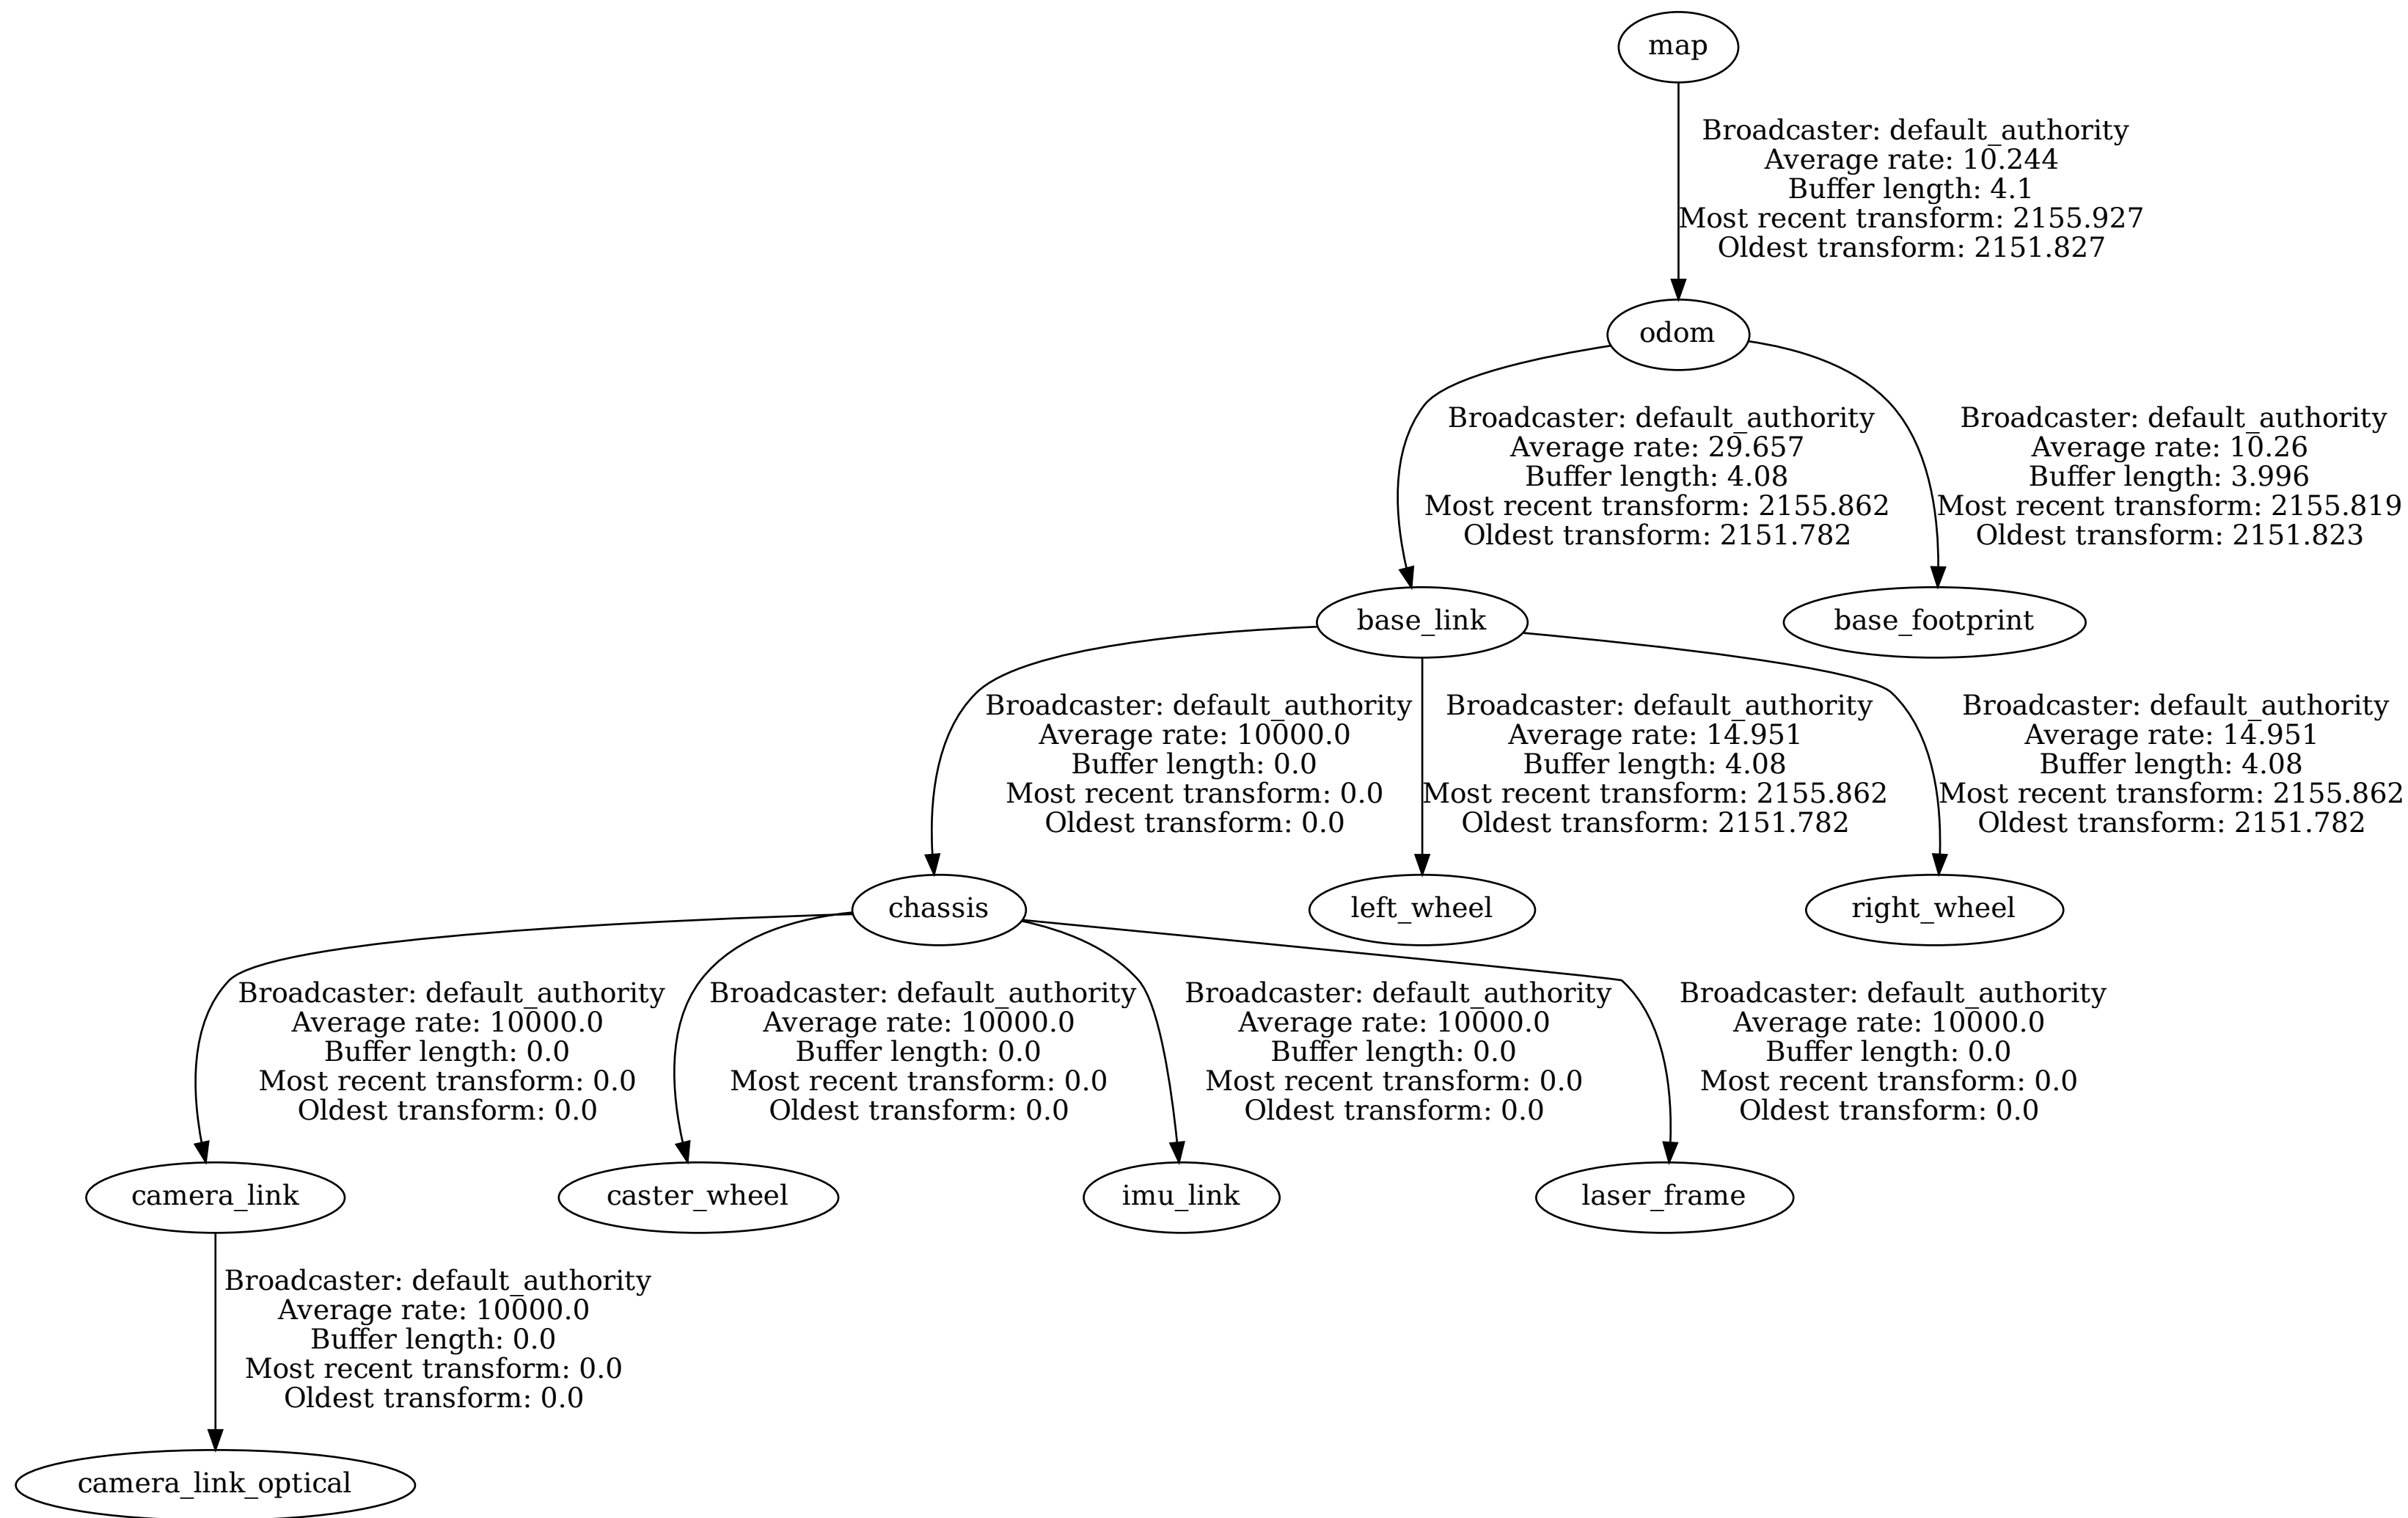 map
Broadcaster: default_authority
Average rate: 10.244
Buffer length: 4.1
Most recent transform: 2155.927
Oldest transform: 2151.827
odom
Broadcaster: default_authority
Average rate: 29.657
Buffer length: 4.08
Most recent transform: 2155.862
Oldest transform: 2151.782
Broadcaster: default_authority
Average rate: 10.26
Buffer length: 3.996
Most recent transform: 2155.819
Oldest transform: 2151.823
base_link
base_footprint
Broadcaster: default_authority
Average rate: 10000.0
Buffer length: 0.0
Most recent transform: 0.0
Oldest transform: 0.0
Broadcaster: default_authority
Average rate: 14.951
Buffer length: 4.08
Most recent transform: 2155.862
Oldest transform: 2151.782
Broadcaster: default_authority
Average rate: 14.951
Buffer length: 4.08
Most recent transform: 2155.862
Oldest transform: 2151.782
chassis
left_wheel
right_wheel
Broadcaster: default_authority
Average rate: 10000.0
Buffer length: 0.0
Most recent transform: 0.0
Oldest transform: 0.0
Broadcaster: default_authority
Average rate: 10000.0
Buffer length: 0.0
Most recent transform: 0.0
Oldest transform: 0.0
Broadcaster: default_authority
Average rate: 10000.0
Buffer length: 0.0
Most recent transform: 0.0
Oldest transform: 0.0
Broadcaster: default_authority
Average rate: 10000.0
Buffer length: 0.0
Most recent transform: 0.0
Oldest transform: 0.0
camera_link
caster_wheel
imu_link
laser_frame
Broadcaster: default_authority
Average rate: 10000.0
Buffer length: 0.0
Most recent transform: 0.0
Oldest transform: 0.0
camera_link_optical